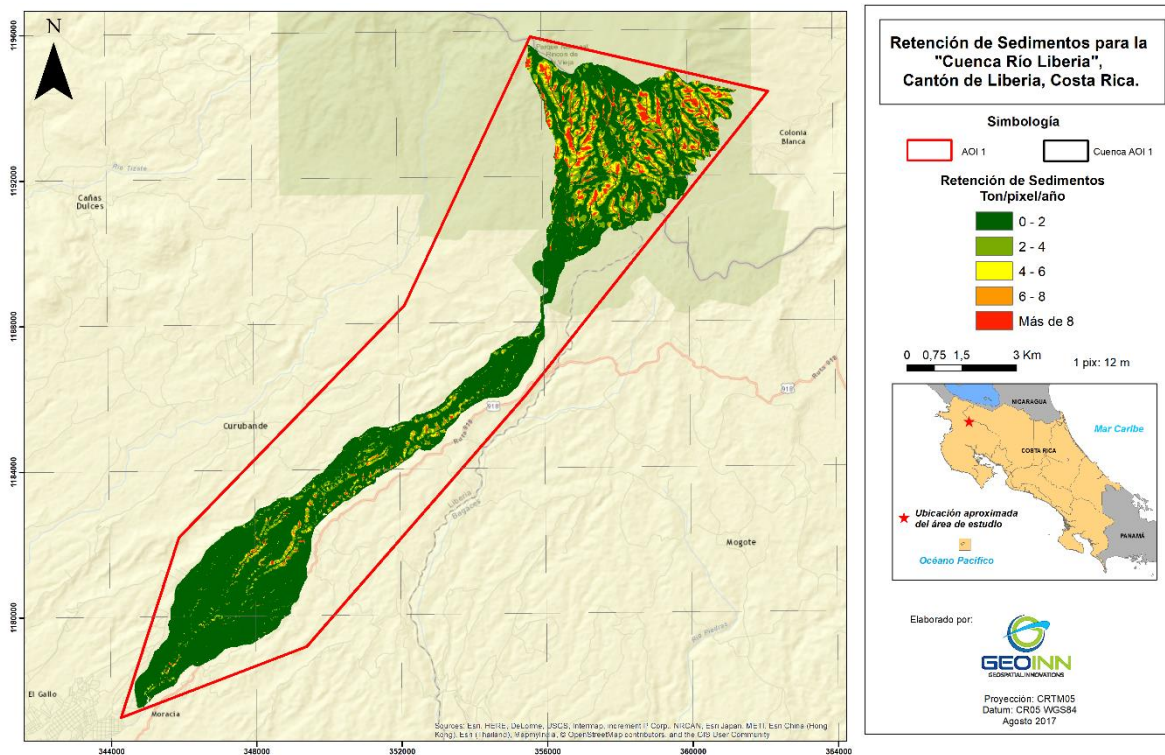 N
1196000
1192000
1188000
1184000
1180000
344000
348000
352000
356000
360000
364000
Colonia
Blanca
Cañas
Dulces
Curubande
918
918
Ruta-918
Liberia
Bagaces
Mogote
El Gallo
Moracia
Sources: Esri, HERE, DeLorme, USGS, Intermap, increment P Corp., NRCAN, Esri Japan, METI, Esri China (Hong
Kong), Esri (Thailand), MapmyIndia, © OpenStreetMap contributors, and the GIS User Community
Retención de Sedimentos para la
"Cuenca Río Liberia",
Cantón de Liberia, Costa Rica.
Simbología
AOI 1
Cuenca AOI 1
Retención de Sedimentos
Ton/pixel/año
0 - 2
2 - 4
4 - 6
6 - 8
Más de 8
0 0,75 1,5 3 Km
1 pix: 12 m
NICARAGUA
Mar Caribe
COSTA RICA
PANAMÁ
Ubicación aproximada
del área de estudio
Océano Pacífico
Elaborado por:
GEOINN
GEOSPATIAL INNOVATIONS
Proyección: CRTM05
Datum: CR05 WGS84
Agosto 2017